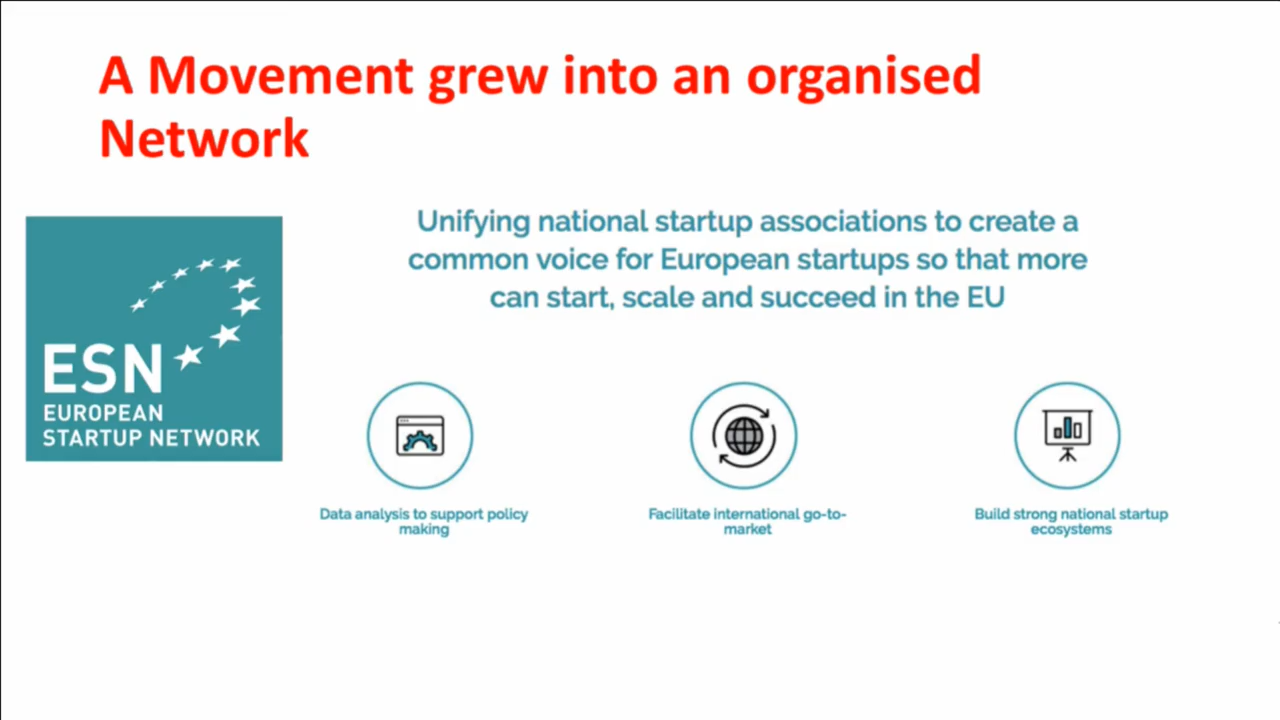 A Movement grew into an organised
Network
Unifying national startup associations to create a
common voice for European startups so that more
can start, scale and succeed in the EU
ESN
EUROPEAN
STARTUP NETWORK
Data analysis to support policy
making
Facilitate international go-to-
market
Build strong national startup
ecosystems